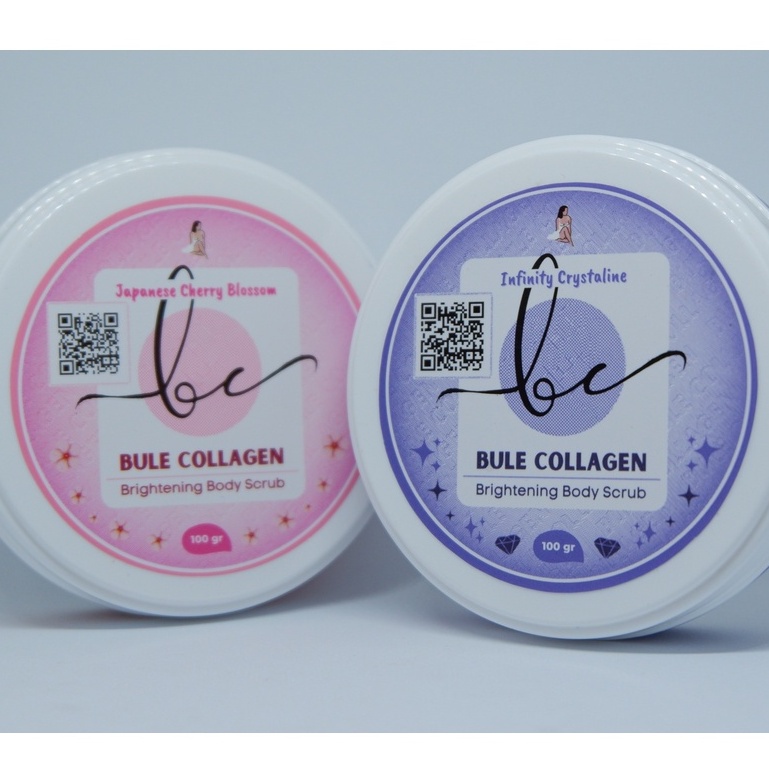 Japanese Cherry Blossom
bc
BULE COLLAGEN
Brightening Body Scrub
100 gr
Infinity Crystaline
bc
BULE COLLAGEN
Brightening Body Scrub
100 gr